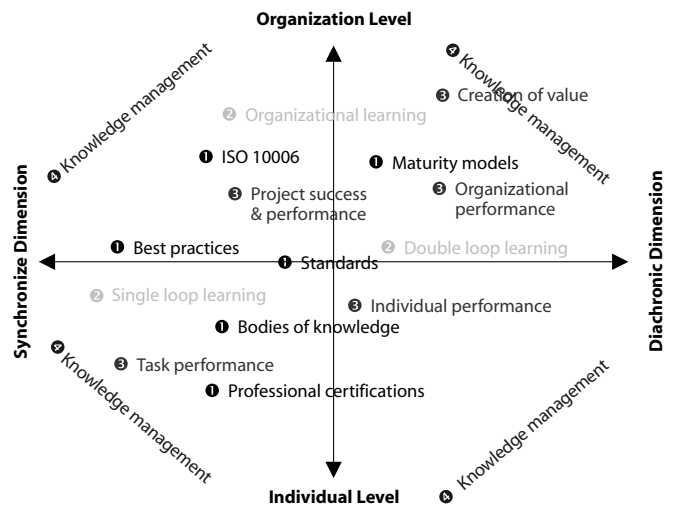 Organization Level
❹ Knowledge management
❹ Knowledge management
❸ Creation of value
❷ Organizational learning
❶ ISO 10006
❶ Maturity models
❸ Project success
& performance
❸ Organizational
performance
Synchronize Dimension
Diachronic Dimension
❶ Best practices
❷ Double loop learning
❶ Standards
❷ Single loop learning
❸ Individual performance
❶ Bodies of knowledge
❹ Knowledge management
❸ Task performance
❶ Professional certifications
❹ Knowledge management
Individual Level